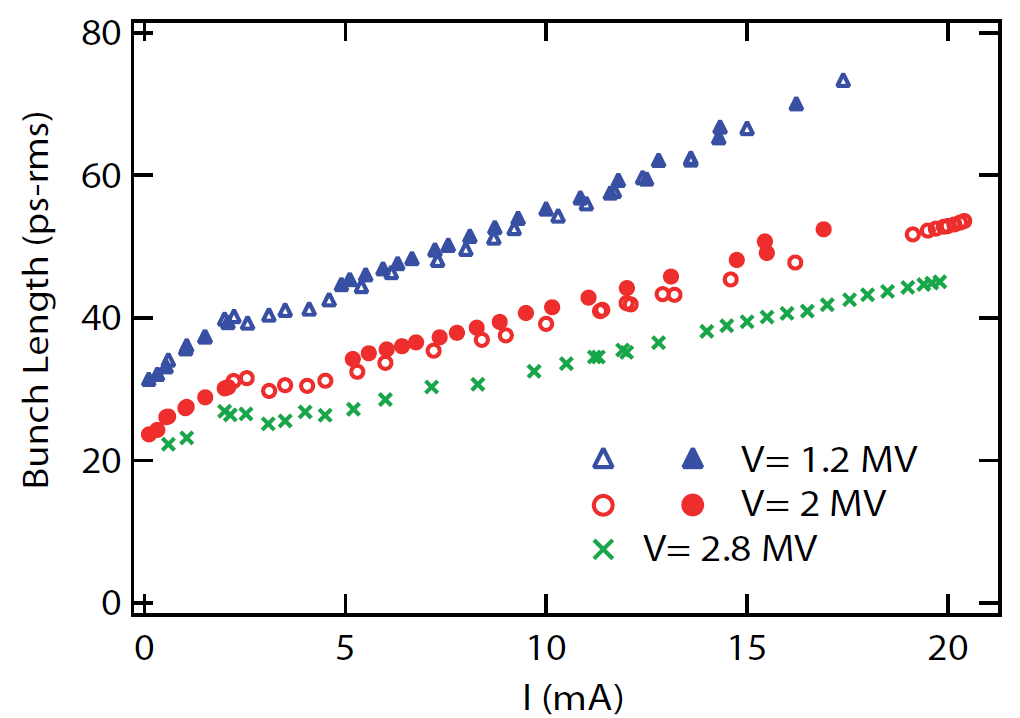 Bunch Length (ps-rms)
80
60
40
20
0
V= 1.2 MV
V= 2 MV
V= 2.8 MV
0 5 10 15 20
I (mA)